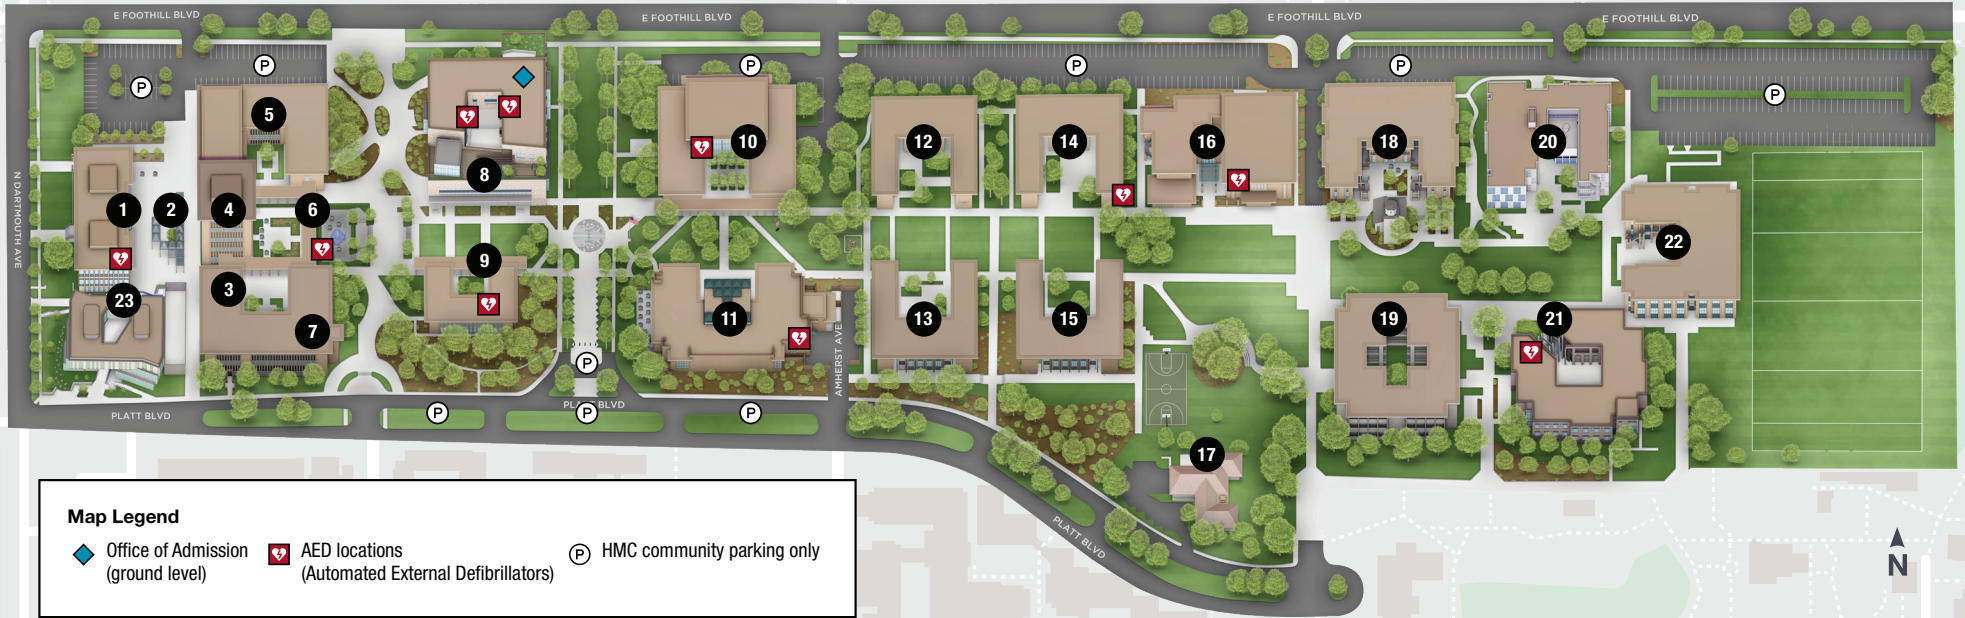 E FOOTHILL BLVD
E FOOTHILL BLVD
E FOOTHILL BLVD
E FOOTHILL BLVD
P
P
P
P
P
P
5
10
12
14
16
18
20
8
1
2
4
6
N DARTMOUTH AVE
22
9
3
23
7
11
13
15
19
21
AMHERST AVE
P
PLATT BLVD
P
PLATT BLVD
P
P
17
PLATT BLVD
Map Legend
Office of Admission
(ground level)
AED locations
(Automated External Defibrillators)
P
HMC community parking only
N